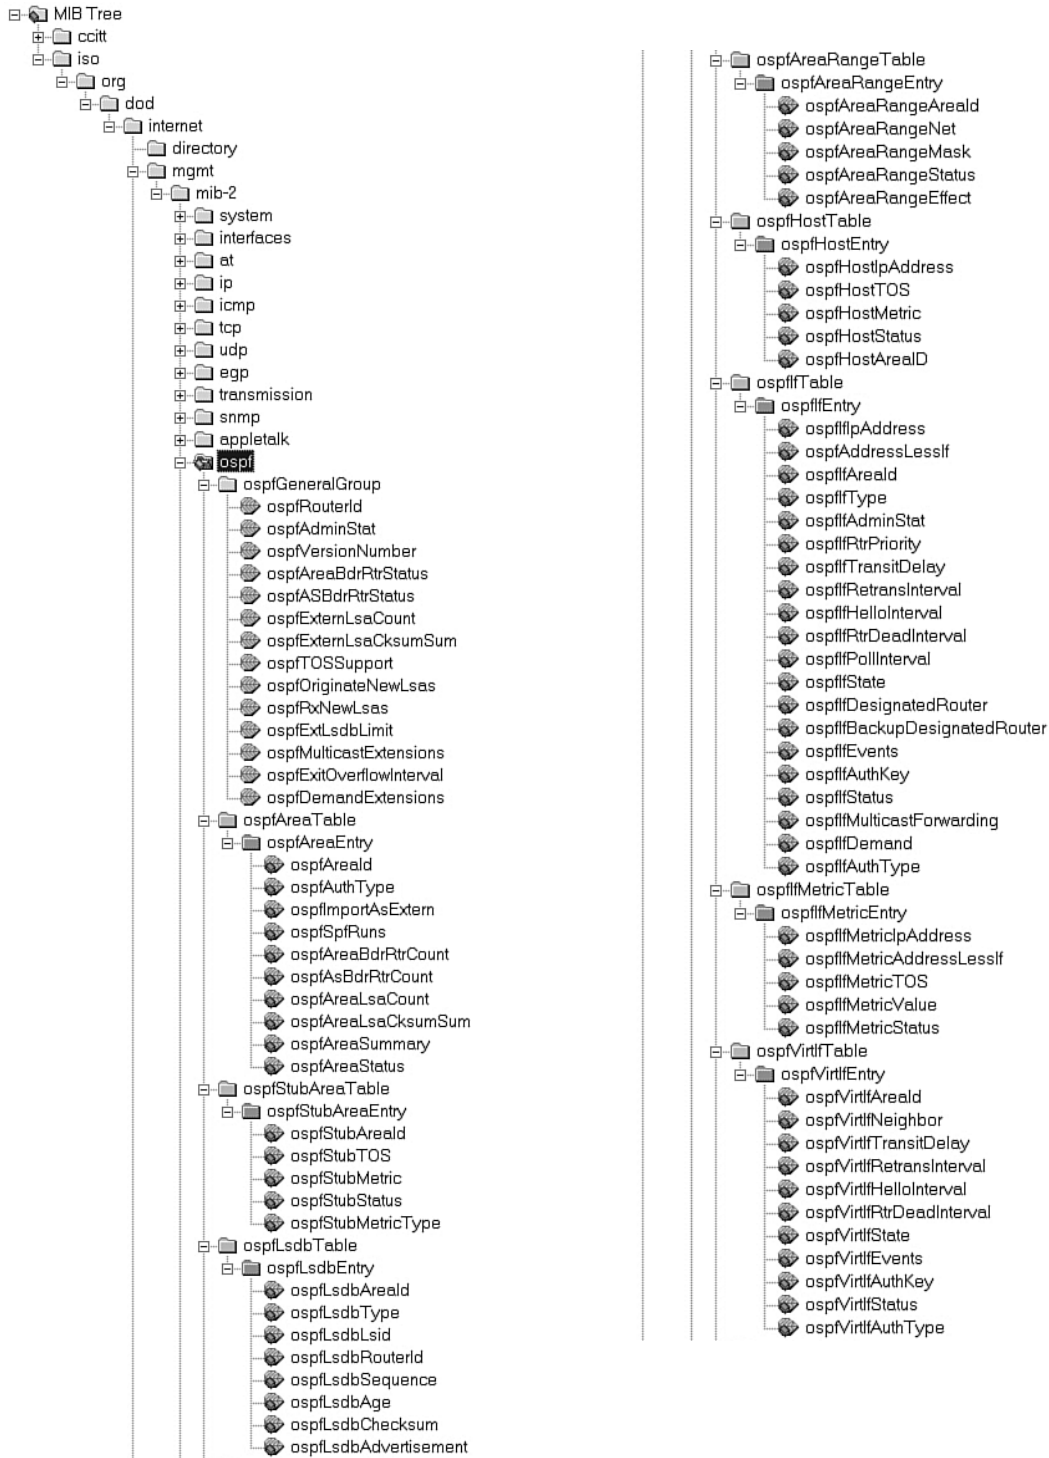 MIB Tree
ccitt
iso
org
dod
internet
directory
mgmt
mib-2
system
interfaces
at
ip
icmp
tcp
udp
egp
transmission
snmp
appletalk
ospf
ospfGeneralGroup
ospfRouterId
ospfAdminStat
ospfVersionNumber
ospfAreaBdrRtrStatus
ospfASBdrRtrStatus
ospfExternLsaCount
ospfExternLsaCksumSum
ospfTOSSupport
ospfOriginateNewLsas
ospfRxNewLsas
ospfExtLsdbLimit
ospfMulticastExtensions
ospfExitOverflowInterval
ospfDemandExtensions
ospfAreaTable
ospfAreaEntry
ospfAreaId
ospfAuthType
ospfImportAsExtern
ospfSpfRuns
ospfAreaBdrRtrCount
ospfAsBdrRtrCount
ospfAreaLsaCount
ospfAreaLsaCksumSum
ospfAreaSummary
ospfAreaStatus
ospfStubAreaTable
ospfStubAreaEntry
ospfStubAreaId
ospfStubTOS
ospfStubMetric
ospfStubStatus
ospfStubMetricType
ospfLsdbTable
ospfLsdbEntry
ospfLsdbAreaId
ospfLsdbType
ospfLsdbLsid
ospfLsdbRouterId
ospfLsdbSequence
ospfLsdbAge
ospfLsdbChecksum
ospfLsdbAdvertisement
ospfAreaRangeTable
ospfAreaRangeEntry
ospfAreaRangeAreaId
ospfAreaRangeNet
ospfAreaRangeMask
ospfAreaRangeStatus
ospfAreaRangeEffect
ospfHostTable
ospfHostEntry
ospfHostIpAddress
ospfHostTOS
ospfHostMetric
ospfHostStatus
ospfHostAreaID
ospfIfTable
ospfIfEntry
ospfIfIpAddress
ospfAddressLessIf
ospfIfAreaId
ospfIfType
ospfIfAdminStat
ospfIfRtrPriority
ospfIfTransitDelay
ospfIfRetransInterval
ospfIfHelloInterval
ospfIfRtrDeadInterval
ospfIfPollInterval
ospfIfState
ospfIfDesignatedRouter
ospfIfBackupDesignatedRouter
ospfIfEvents
ospfIfAuthKey
ospfIfStatus
ospfIfMulticastForwarding
ospfIfDemand
ospfIfAuthType
ospfIfMetricTable
ospfIfMetricEntry
ospfIfMetricIpAddress
ospfIfMetricAddressLessIf
ospfIfMetricTOS
ospfIfMetricValue
ospfIfMetricStatus
ospfVirtIfTable
ospfVirtIfEntry
ospfVirtIfAreaId
ospfVirtIfNeighbor
ospfVirtIfTransitDelay
ospfVirtIfRetransInterval
ospfVirtIfHelloInterval
ospfVirtIfRtrDeadInterval
ospfVirtIfState
ospfVirtIfEvents
ospfVirtIfAuthKey
ospfVirtIfStatus
ospfVirtIfAuthType